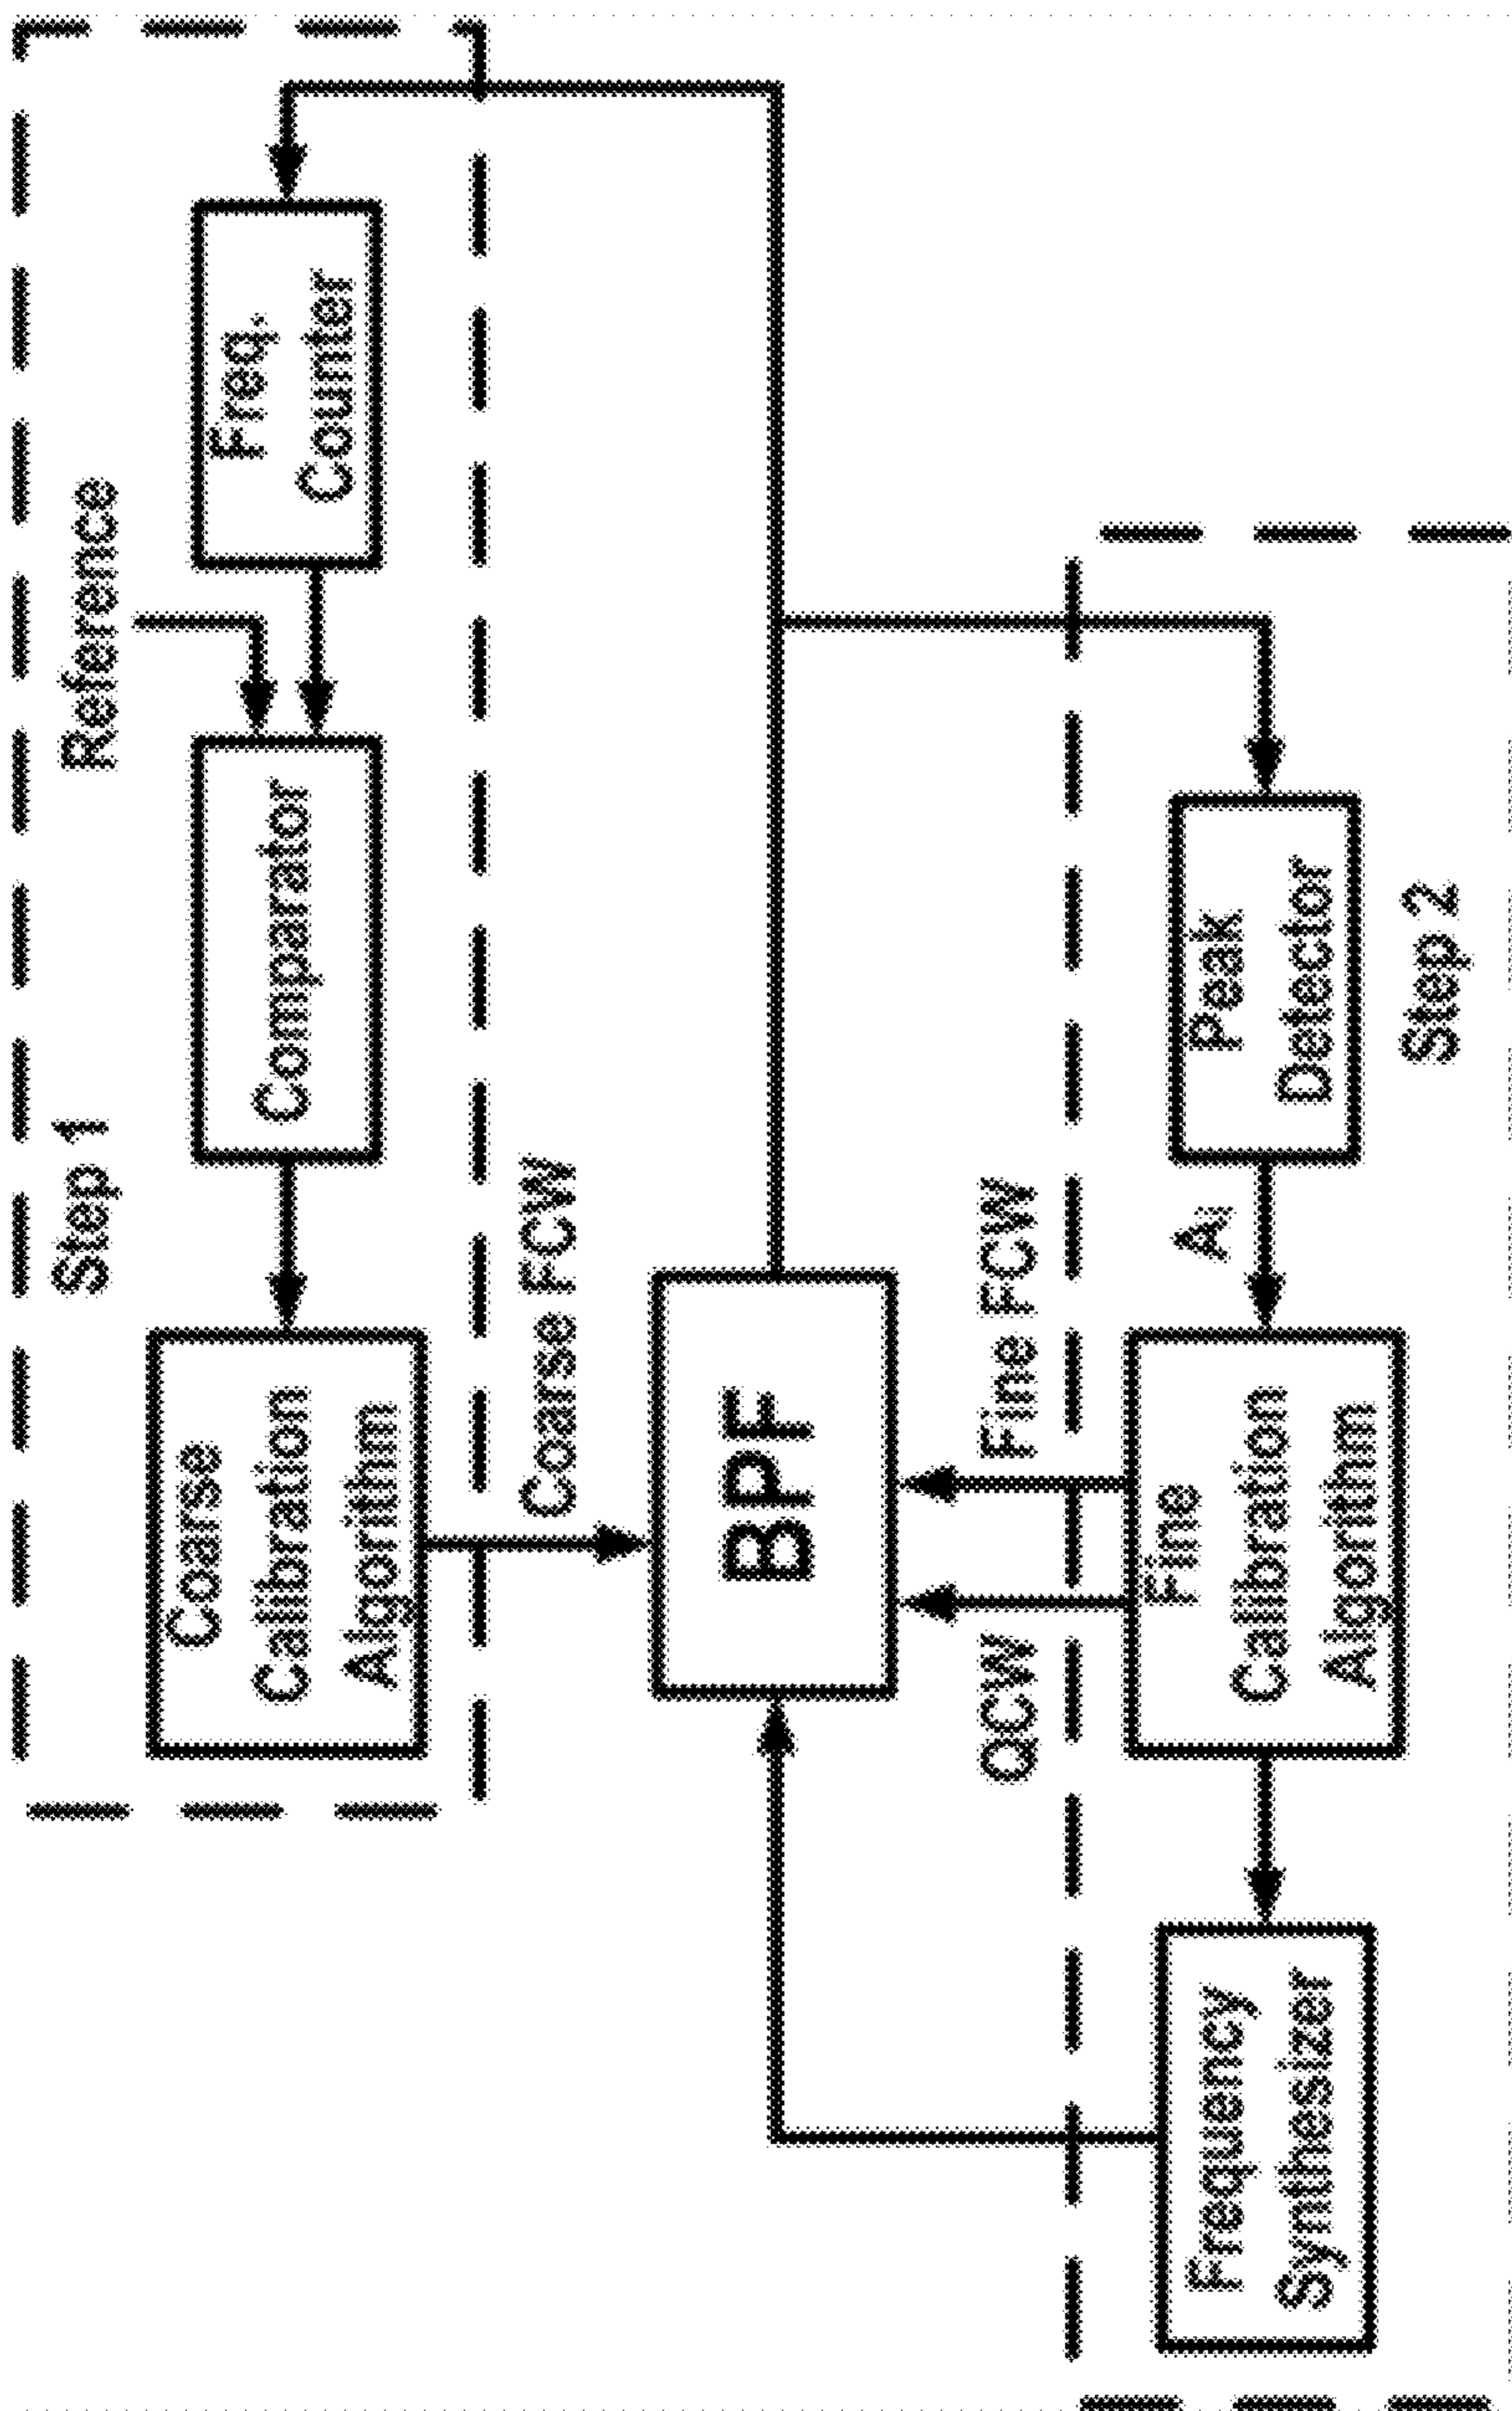 Step 1
Reference
Coarse
Calibration
Algorithm
Comparator
Freq.
Counter
Coarse FCW
BPF
QCW
Fine FCW
Frequency
Synthesizer
Fine
Calibration
Algorithm
Ai
Peak
Detector
Step 2